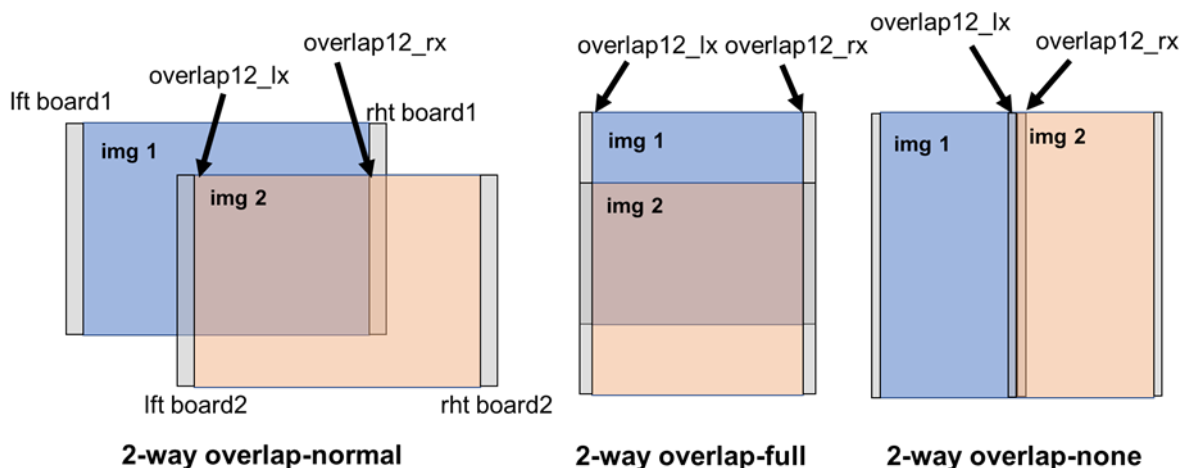 overlap12_rx
overlap12_lx
lft board1
rht board1
img 1
img 2
lft board2
rht board2
2-way overlap-normal
overlap12_lx
overlap12_rx
img 1
img 2
2-way overlap-full
overlap12_lx
overlap12_rx
img 1
img 2
2-way overlap-none